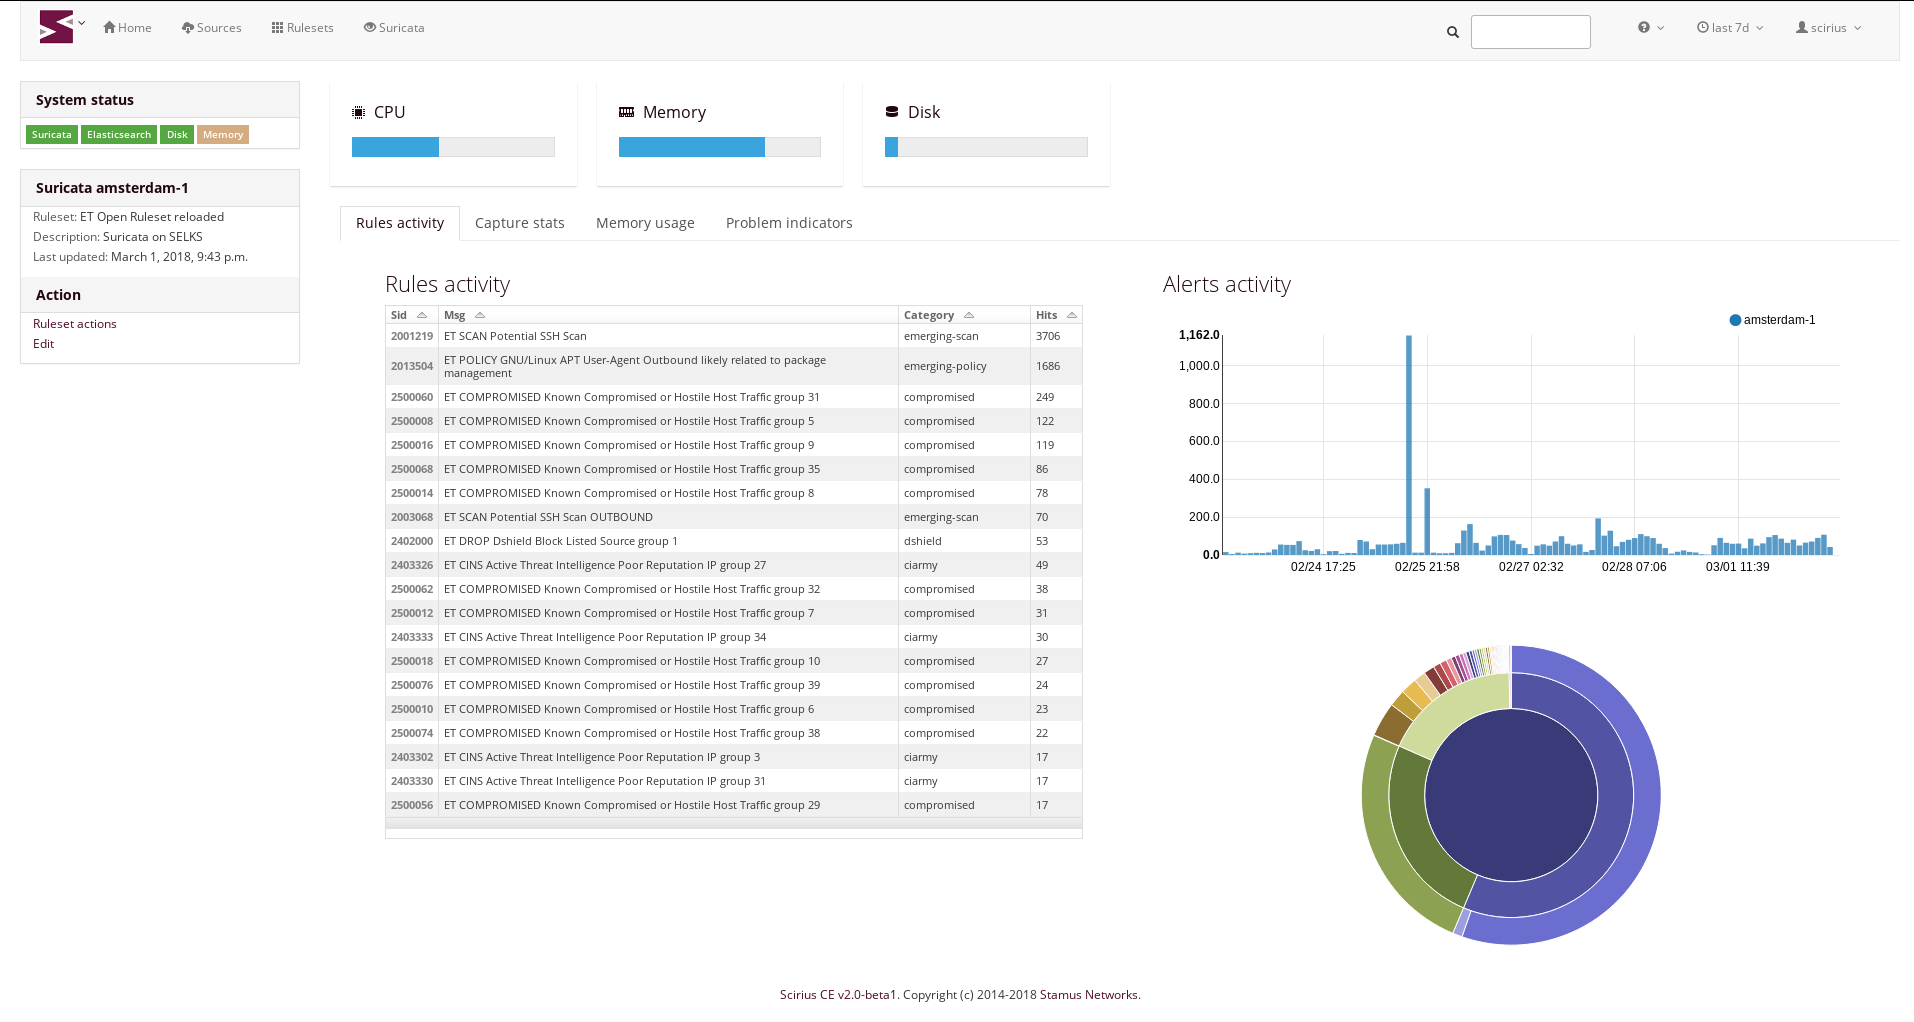 Home Sources Rulesets Suricata last 7d scirius
System status
Suricata Elasticsearch Disk Memory
Suricata amsterdam-1
Ruleset: ET Open Ruleset reloaded
Description: Suricata on SELKS
Last updated: March 1, 2018, 9:43 p.m.
Action
Ruleset actions
Edit
CPU Memory Disk
Rules activity Capture stats Memory usage Problem indicators
Rules activity
Sid Msg Category Hits
2001219 ET SCAN Potential SSH Scan emerging-scan 3706
2013504 ET POLICY GNU/Linux APT User-Agent Outbound likely related to package
management emerging-policy 1686
2500060 ET COMPROMISED Known Compromised or Hostile Host Traffic group 31 compromised 249
2500008 ET COMPROMISED Known Compromised or Hostile Host Traffic group 5 compromised 122
2500016 ET COMPROMISED Known Compromised or Hostile Host Traffic group 9 compromised 119
2500068 ET COMPROMISED Known Compromised or Hostile Host Traffic group 35 compromised 86
2500014 ET COMPROMISED Known Compromised or Hostile Host Traffic group 8 compromised 78
2003068 ET SCAN Potential SSH Scan OUTBOUND emerging-scan 70
2402000 ET DROP Dshield Block Listed Source group 1 dshield 53
2403326 ET CINS Active Threat Intelligence Poor Reputation IP group 27 ciarmy 49
2500062 ET COMPROMISED Known Compromised or Hostile Host Traffic group 32 compromised 38
2500012 ET COMPROMISED Known Compromised or Hostile Host Traffic group 7 compromised 31
2403333 ET CINS Active Threat Intelligence Poor Reputation IP group 34 ciarmy 30
2500018 ET COMPROMISED Known Compromised or Hostile Host Traffic group 10 compromised 27
2500076 ET COMPROMISED Known Compromised or Hostile Host Traffic group 39 compromised 24
2500010 ET COMPROMISED Known Compromised or Hostile Host Traffic group 6 compromised 23
2500074 ET COMPROMISED Known Compromised or Hostile Host Traffic group 38 compromised 22
2403302 ET CINS Active Threat Intelligence Poor Reputation IP group 3 ciarmy 17
2403330 ET CINS Active Threat Intelligence Poor Reputation IP group 31 ciarmy 17
2500056 ET COMPROMISED Known Compromised or Hostile Host Traffic group 29 compromised 17
Alerts activity
amsterdam-1
1,162.0
1,000.0
800.0
600.0
400.0
200.0
0.0
02/24 17:25 02/25 21:58 02/27 02:32 02/28 07:06 03/01 11:39
Scirius CE v2.0-beta1. Copyright (c) 2014-2018 Stamus Networks.